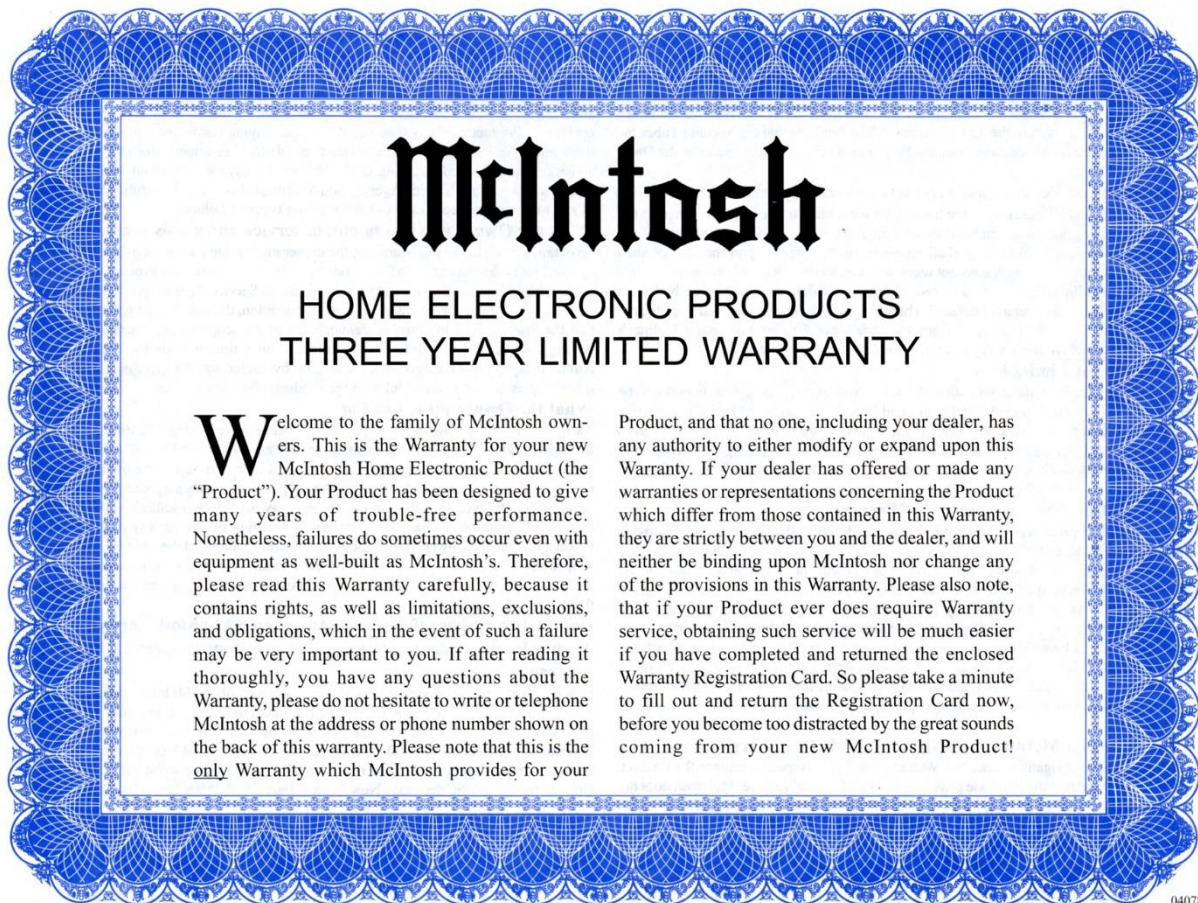 McIntosh
HOME ELECTRONIC PRODUCTS
THREE YEAR LIMITED WARRANTY
Welcome to the family of McIntosh own-
ers. This is the Warranty for your new
McIntosh Home Electronic Product (the
“Product”). Your Product has been designed to give
many years of trouble-free performance.
Nonetheless, failures do sometimes occur even with
equipment as well-built as McIntosh's. Therefore,
please read this Warranty carefully, because it
contains rights, as well as limitations, exclusions,
and obligations, which in the event of such a failure
may be very important to you. If after reading it
thoroughly, you have any questions about the
Warranty, please do not hesitate to write or telephone
McIntosh at the address or phone number shown on
the back of this warranty. Please note that this is the
only Warranty which McIntosh provides for your
Product, and that no one, including your dealer, has
any authority to either modify or expand upon this
Warranty. If your dealer has offered or made any
warranties or representations concerning the Product
which differ from those contained in this Warranty,
they are strictly between you and the dealer, and will
neither be binding upon McIntosh nor change any
of the provisions in this Warranty. Please also note,
that if your Product ever does require Warranty
service, obtaining such service will be much easier
if you have completed and returned the enclosed
Warranty Registration Card. So please take a minute
to fill out and return the Registration Card now,
before you become too distracted by the great sounds
coming from your new McIntosh Product!